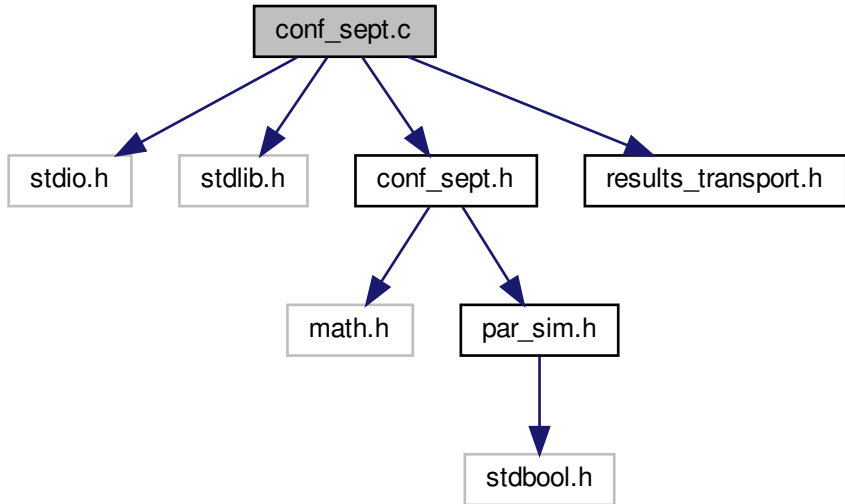 conf_sept.c
stdio.h
stdlib.h
conf_sept.h
results_transport.h
math.h
par_sim.h
stdbool.h